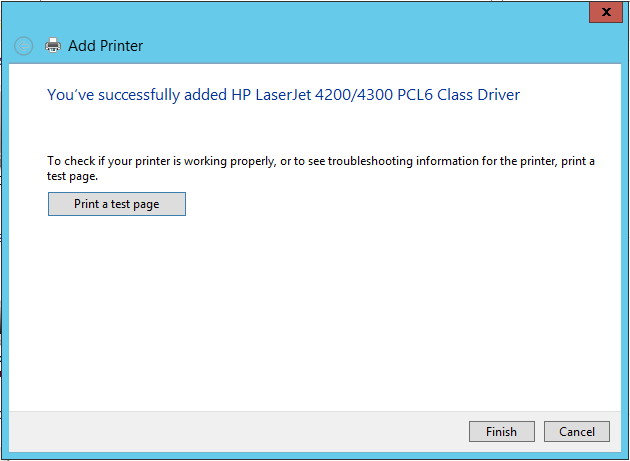 x
Add Printer
You've successfully added HP LaserJet 4200/4300 PCL6 Class Driver
To check if your printer is working properly, or to see troubleshooting information for the printer, print a
test page.
Print a test page
Finish
Cancel